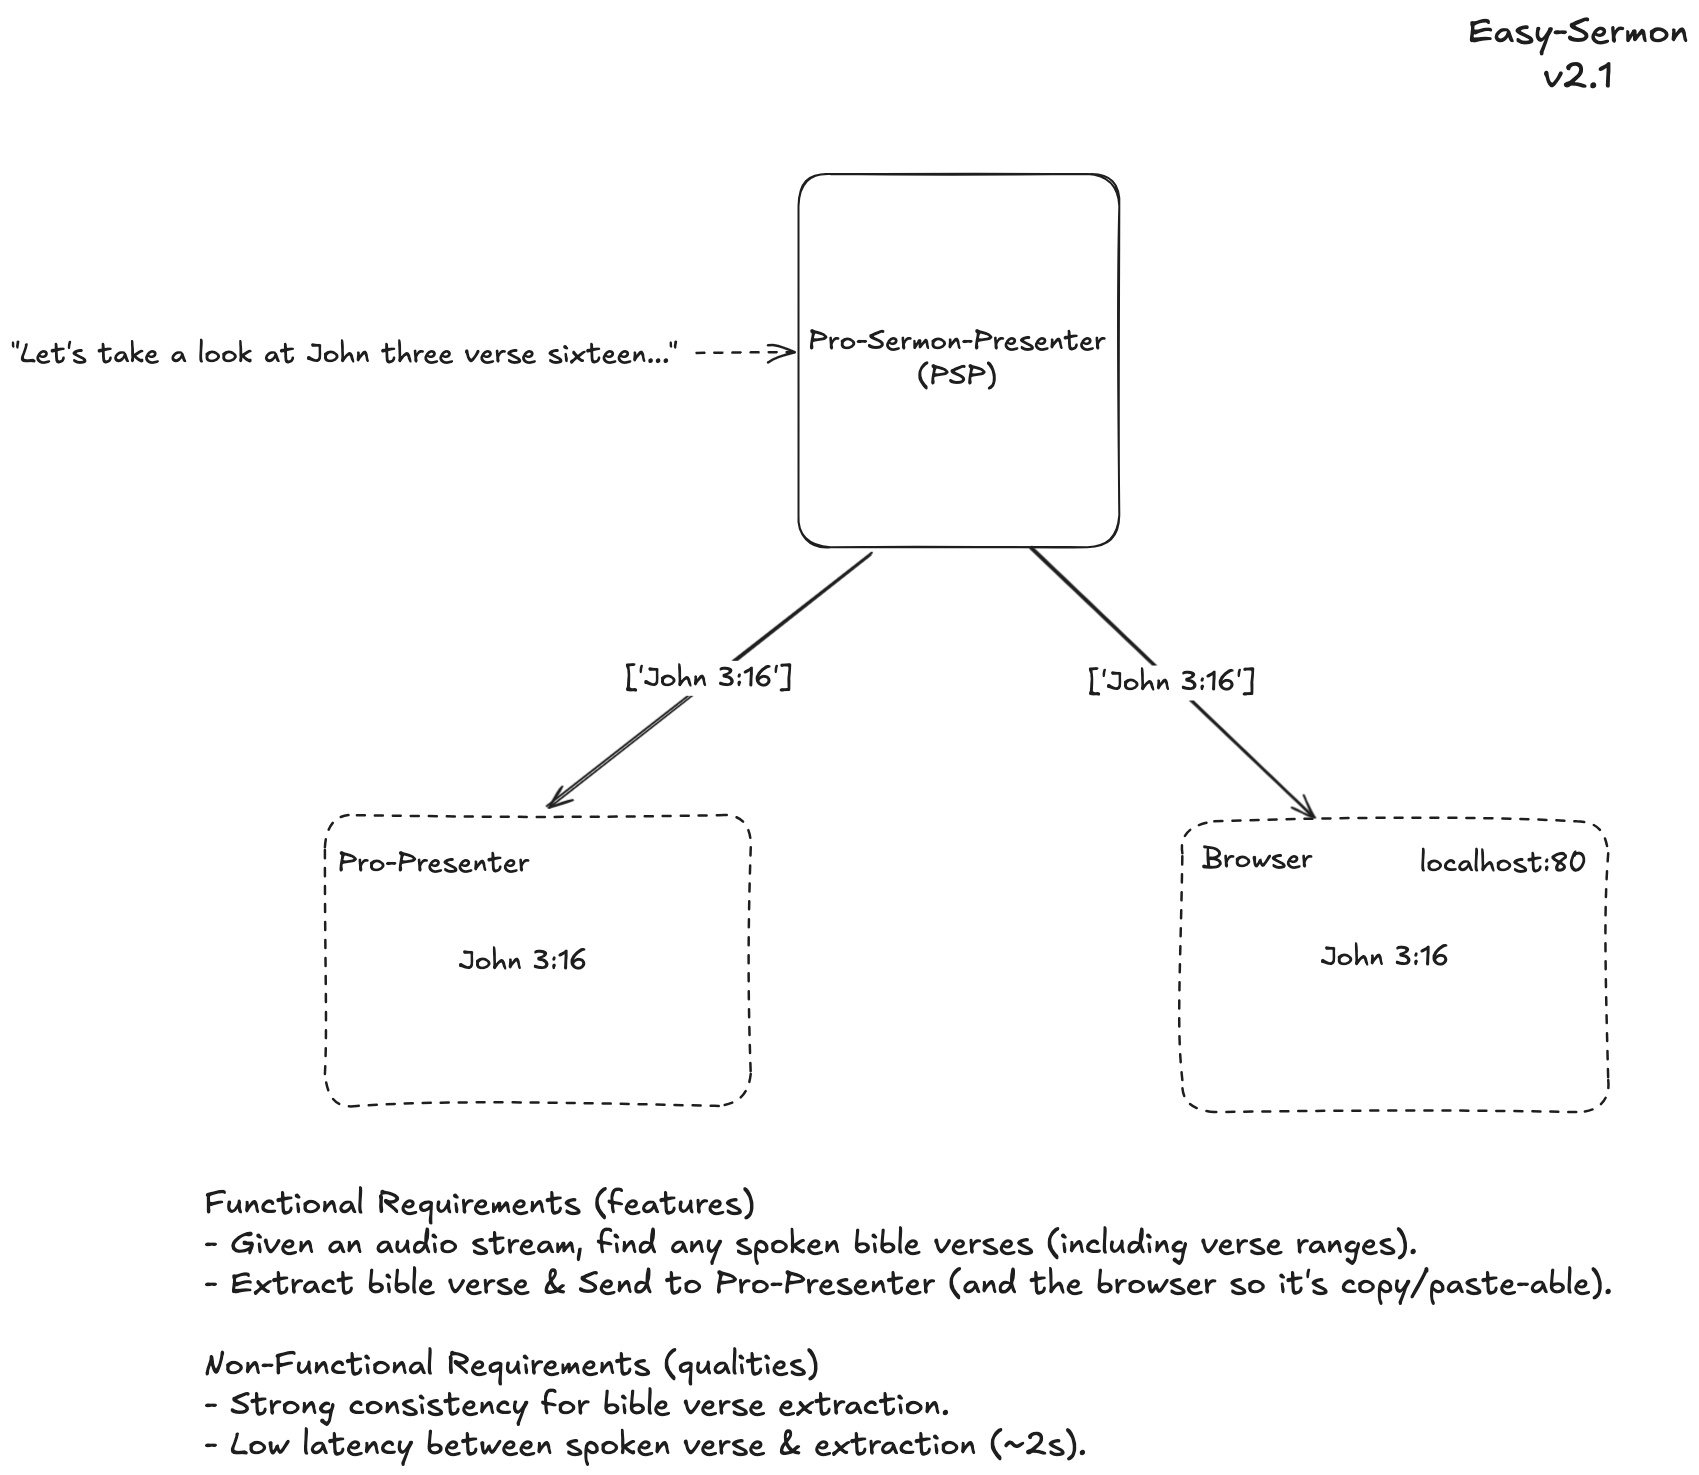 Easy-Sermon
v2.1
"Let's take a look at John three verse sixteen..."
Pro-Sermon-Presenter
(PSP)
['John 3:16']
['John 3:16']
Pro-Presenter
John 3:16
Browser
localhost:80
John 3:16
Functional Requirements (features)
- Given an audio stream, find any spoken bible verses (including verse ranges).
- Extract bible verse & Send to Pro-Presenter (and the browser so it's copy/paste-able).
Non-Functional Requirements (qualities)
- Strong consistency for bible verse extraction.
- Low latency between spoken verse & extraction (~2s).